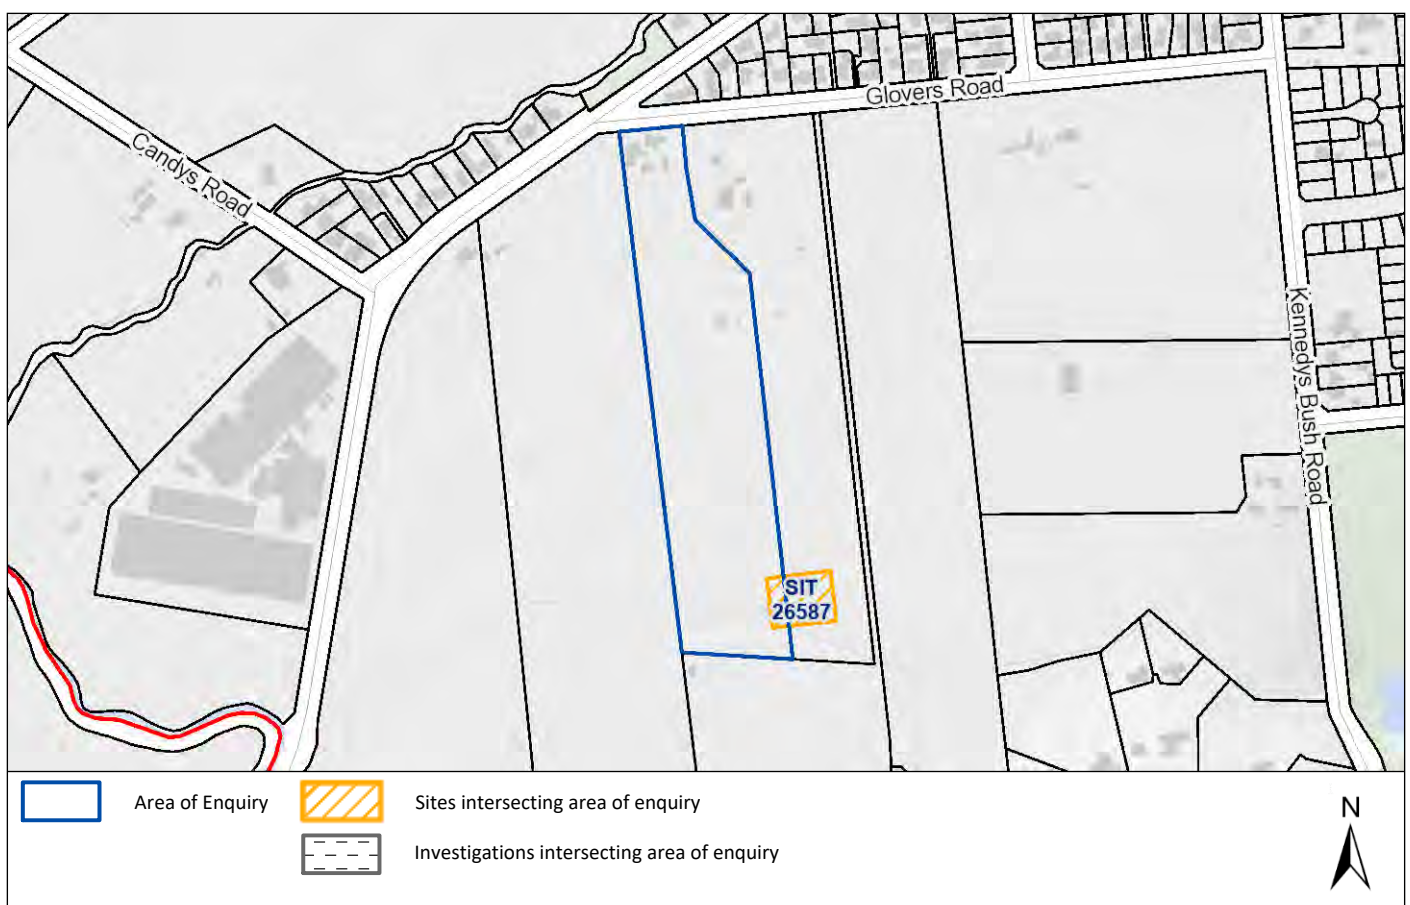 Glovers Road
Candys Road
Kennedys Bush Road
SIT
26587
Area of Enquiry
Sites intersecting area of enquiry
Investigations intersecting area of enquiry
N